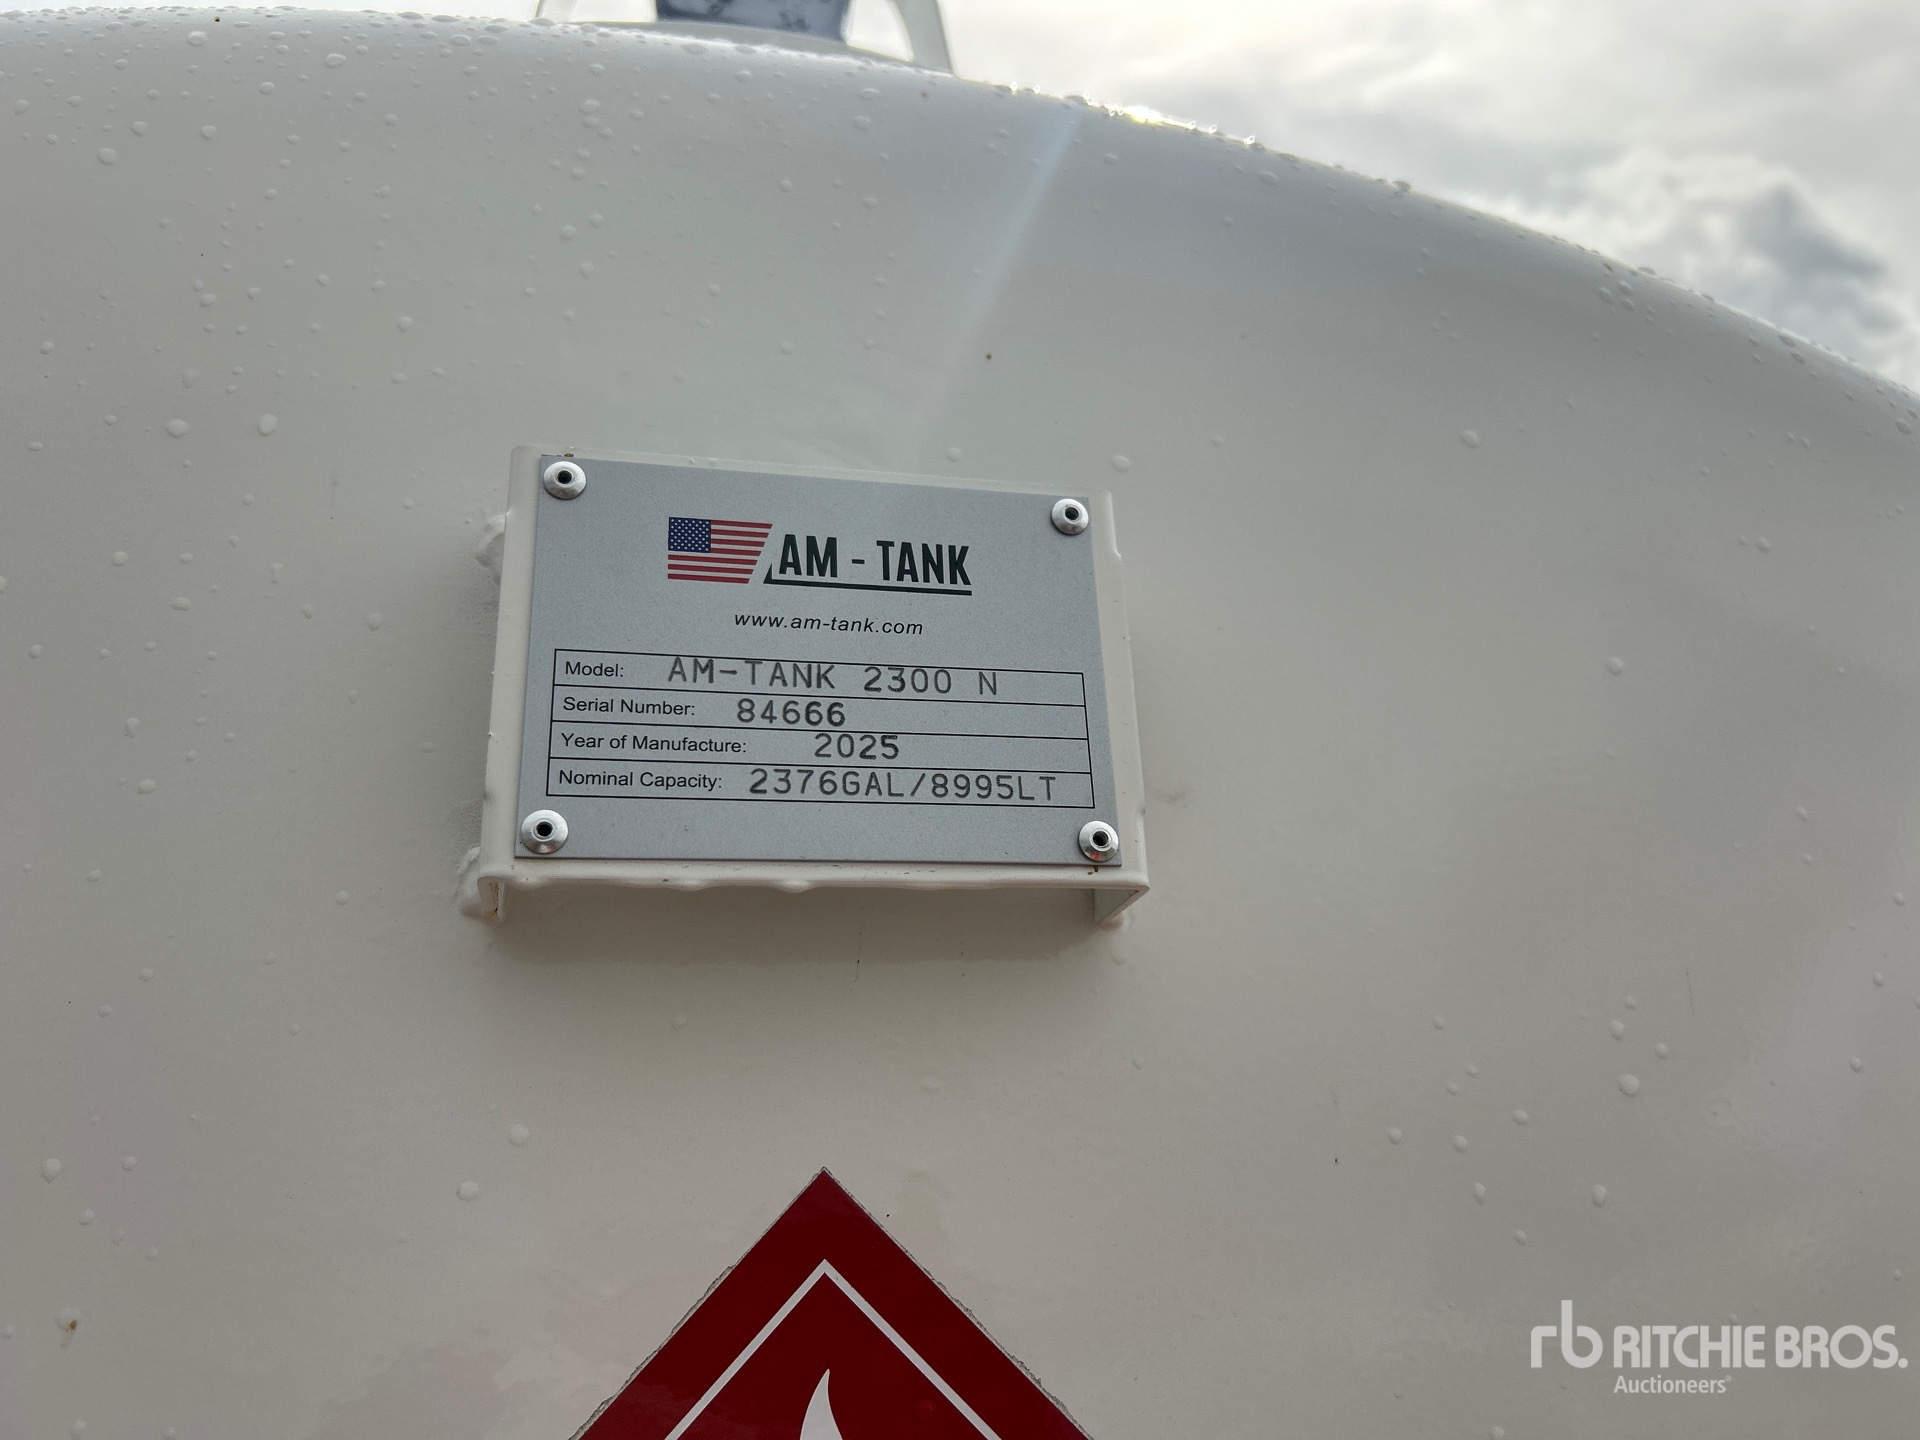 AM - TANK
www.am-tank.com
Model: AM-TANK 2300 N
Serial Number: 84666
Year of Manufacture: 2025
Nominal Capacity: 2376GAL/8995LT
rb RITCHIE BROS.
Auctioneers